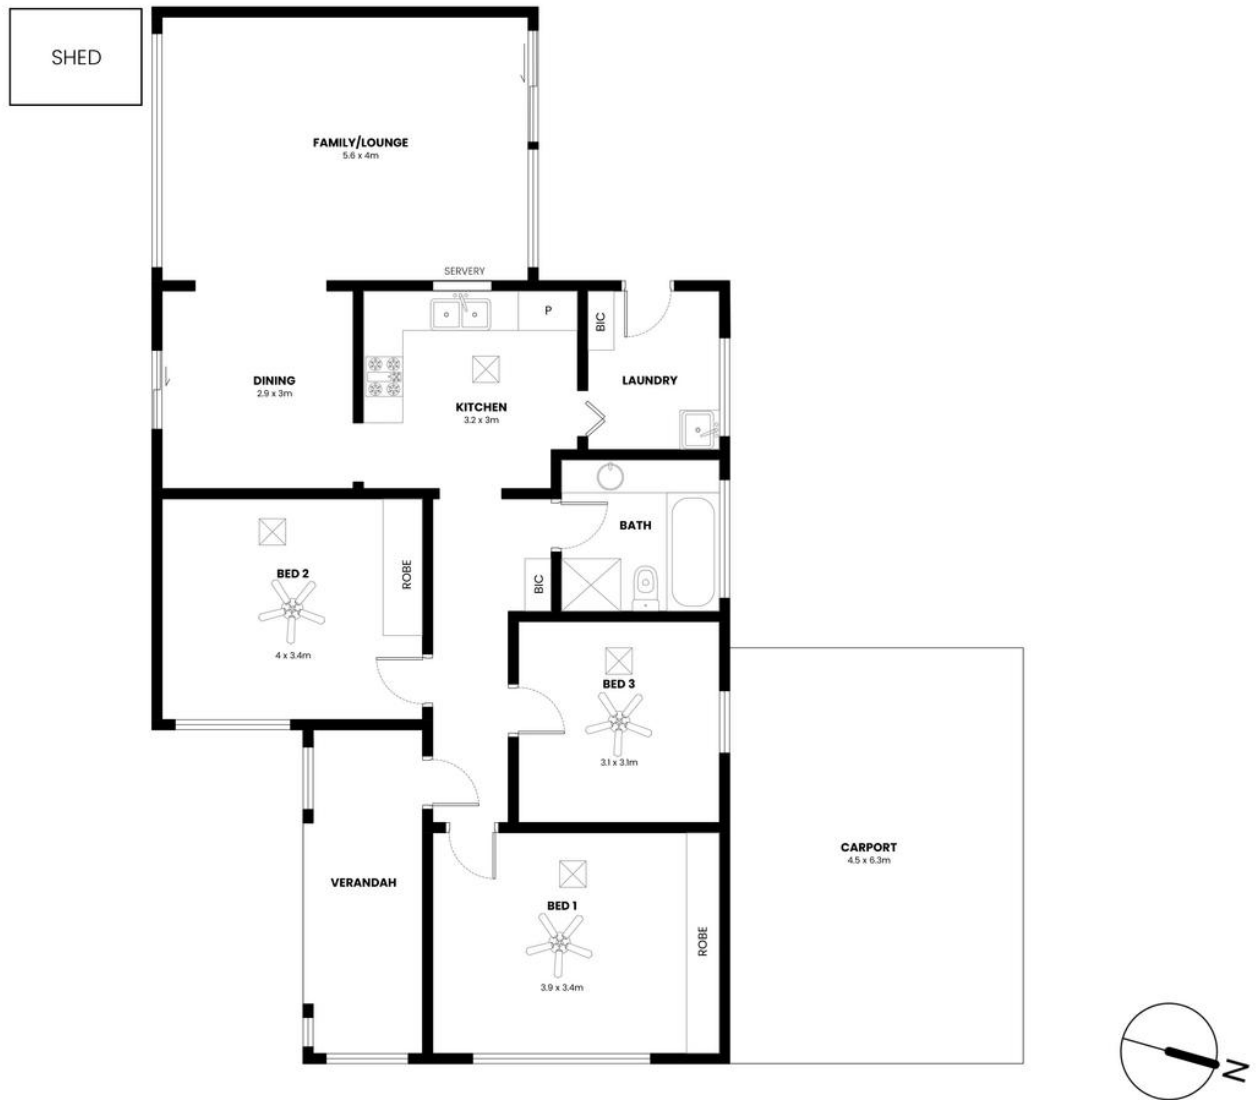 SHED
FAMILY/LOUNGE
5.6 x 4m
SERVERY
P
BIC
DINING
2.9 x 3m
LAUNDRY
KITCHEN
3.2 x 3m
BATH
BED 2
ROBE
BIC
4 x 3.4m
BED 3
3.1 x 3.1m
CARPORT
4.5 x 6.3m
VERANDAH
BED 1
ROBE
3.9 x 3.4m
N